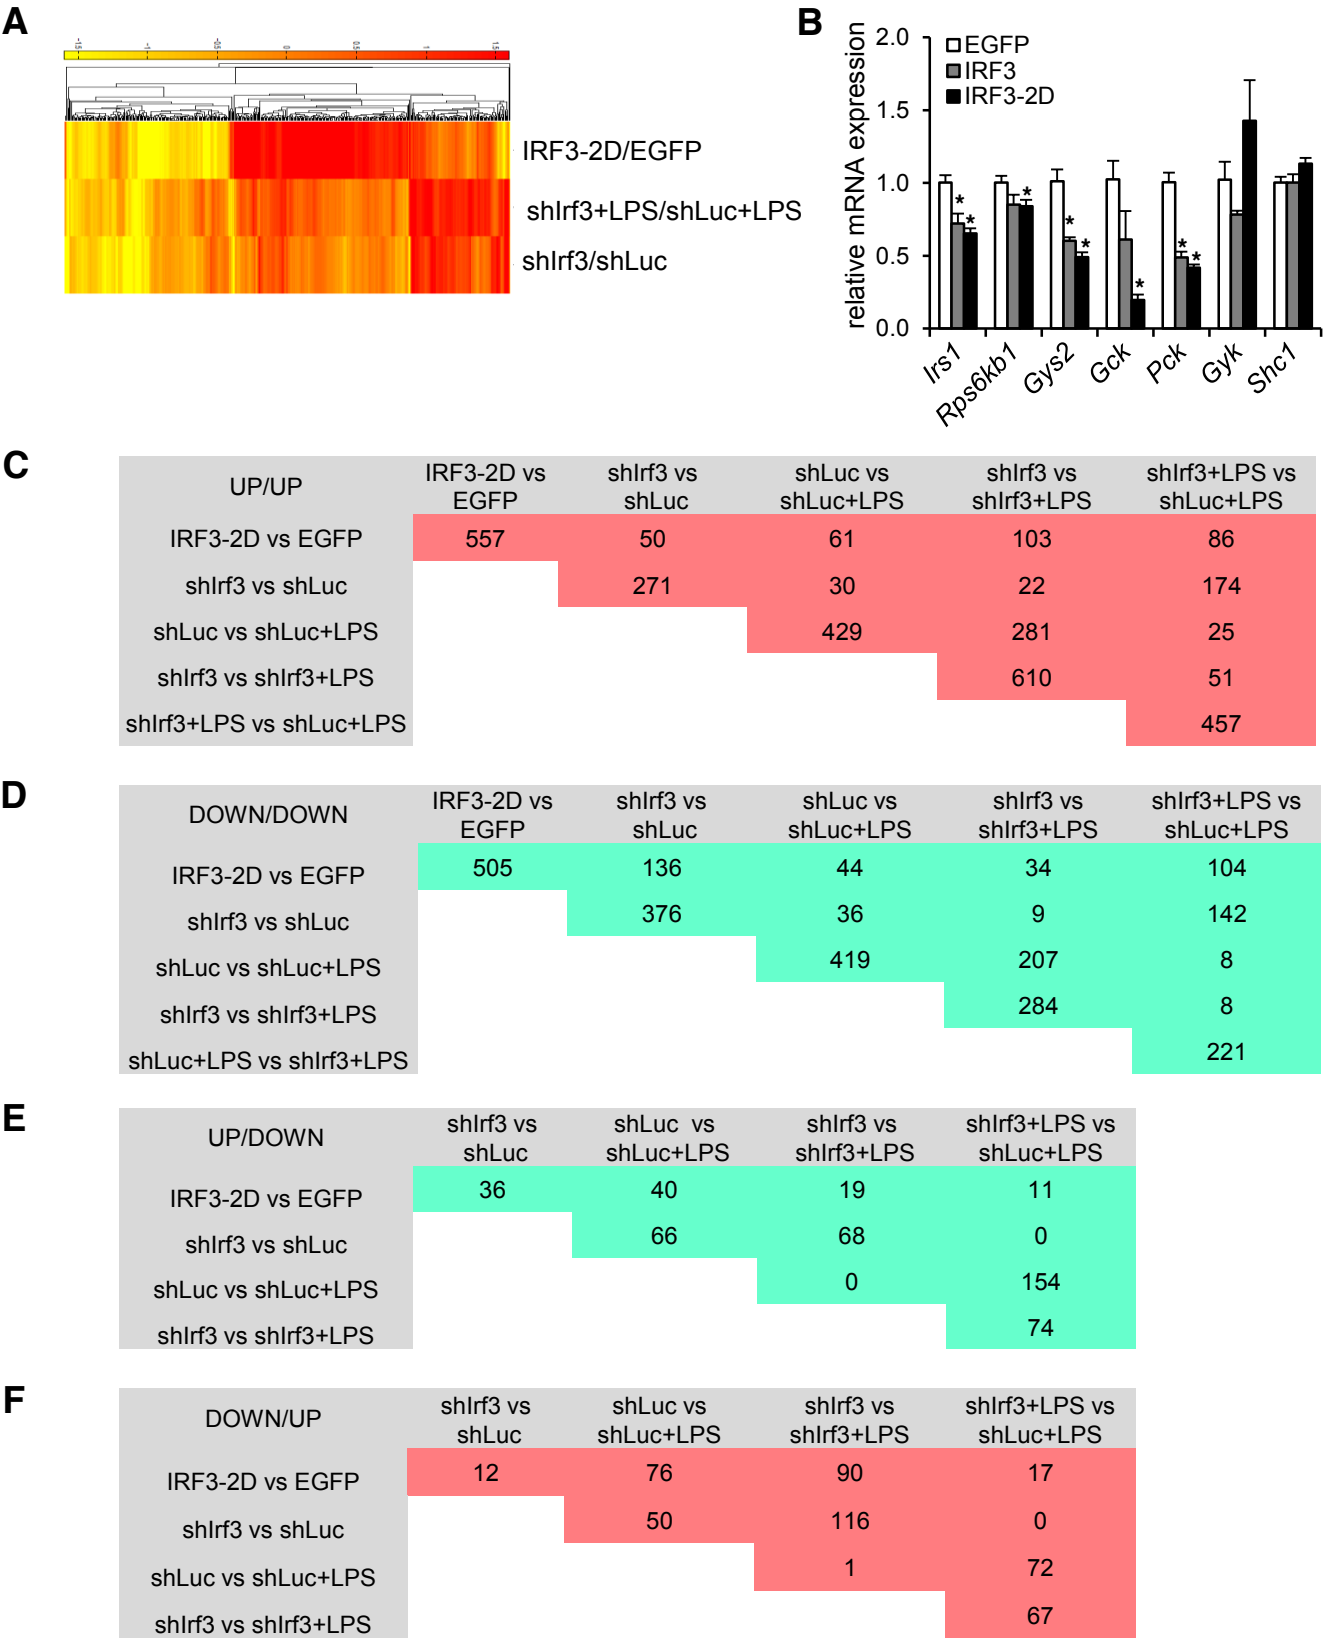 A
-1.5 -1 -0.5 0 0.5 1 1.5
IRF3-2D/EGFP
shIrf3+LPS/shLuc+LPS
shIrf3/shLuc
B
relative mRNA expression
2.0
1.5
1.0
0.5
0.0
EGFP
IRF3
IRF3-2D
* * * * * * * *
Irs1 Rps6kb1 Gys2 Gck Pck Gyk Shc1
C
UP/UP
IRF3-2D vs EGFP
shIrf3 vs shLuc
shLuc vs shLuc+LPS
shIrf3 vs shIrf3+LPS
shIrf3+LPS vs shLuc+LPS
IRF3-2D vs EGFP 557 50 61 103 86
shIrf3 vs shLuc 271 30 22 174
shLuc vs shLuc+LPS 429 281 25
shIrf3 vs shIrf3+LPS 610 51
shIrf3+LPS vs shLuc+LPS 457
D
DOWN/DOWN
IRF3-2D vs EGFP
shIrf3 vs shLuc
shLuc vs shLuc+LPS
shIrf3 vs shIrf3+LPS
shIrf3+LPS vs shLuc+LPS
IRF3-2D vs EGFP 505 136 44 34 104
shIrf3 vs shLuc 376 36 9 142
shLuc vs shLuc+LPS 419 207 8
shIrf3 vs shIrf3+LPS 284 8
shLuc+LPS vs shIrf3+LPS 221
E
UP/DOWN
shIrf3 vs shLuc
shLuc vs shLuc+LPS
shIrf3 vs shIrf3+LPS
shIrf3+LPS vs shLuc+LPS
IRF3-2D vs EGFP 36 40 19 11
shIrf3 vs shLuc 66 68 0
shLuc vs shLuc+LPS 0 154
shIrf3 vs shIrf3+LPS 74
F
DOWN/UP
shIrf3 vs shLuc
shLuc vs shLuc+LPS
shIrf3 vs shIrf3+LPS
shIrf3+LPS vs shLuc+LPS
IRF3-2D vs EGFP 12 76 90 17
shIrf3 vs shLuc 50 116 0
shLuc vs shLuc+LPS 1 72
shIrf3 vs shIrf3+LPS 67